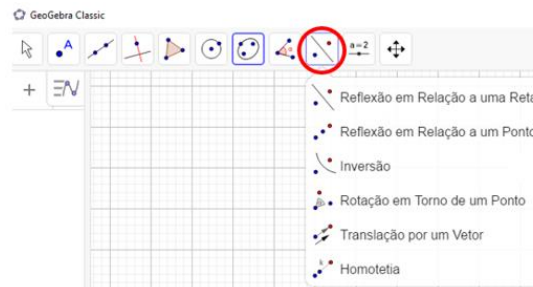 GeoGebra Classic
A
a=2
Reflexão em Relação a uma Reta
Reflexão em Relação a um Ponto
Inversão
Rotação em Torno de um Ponto
Translação por um Vetor
Homotetia